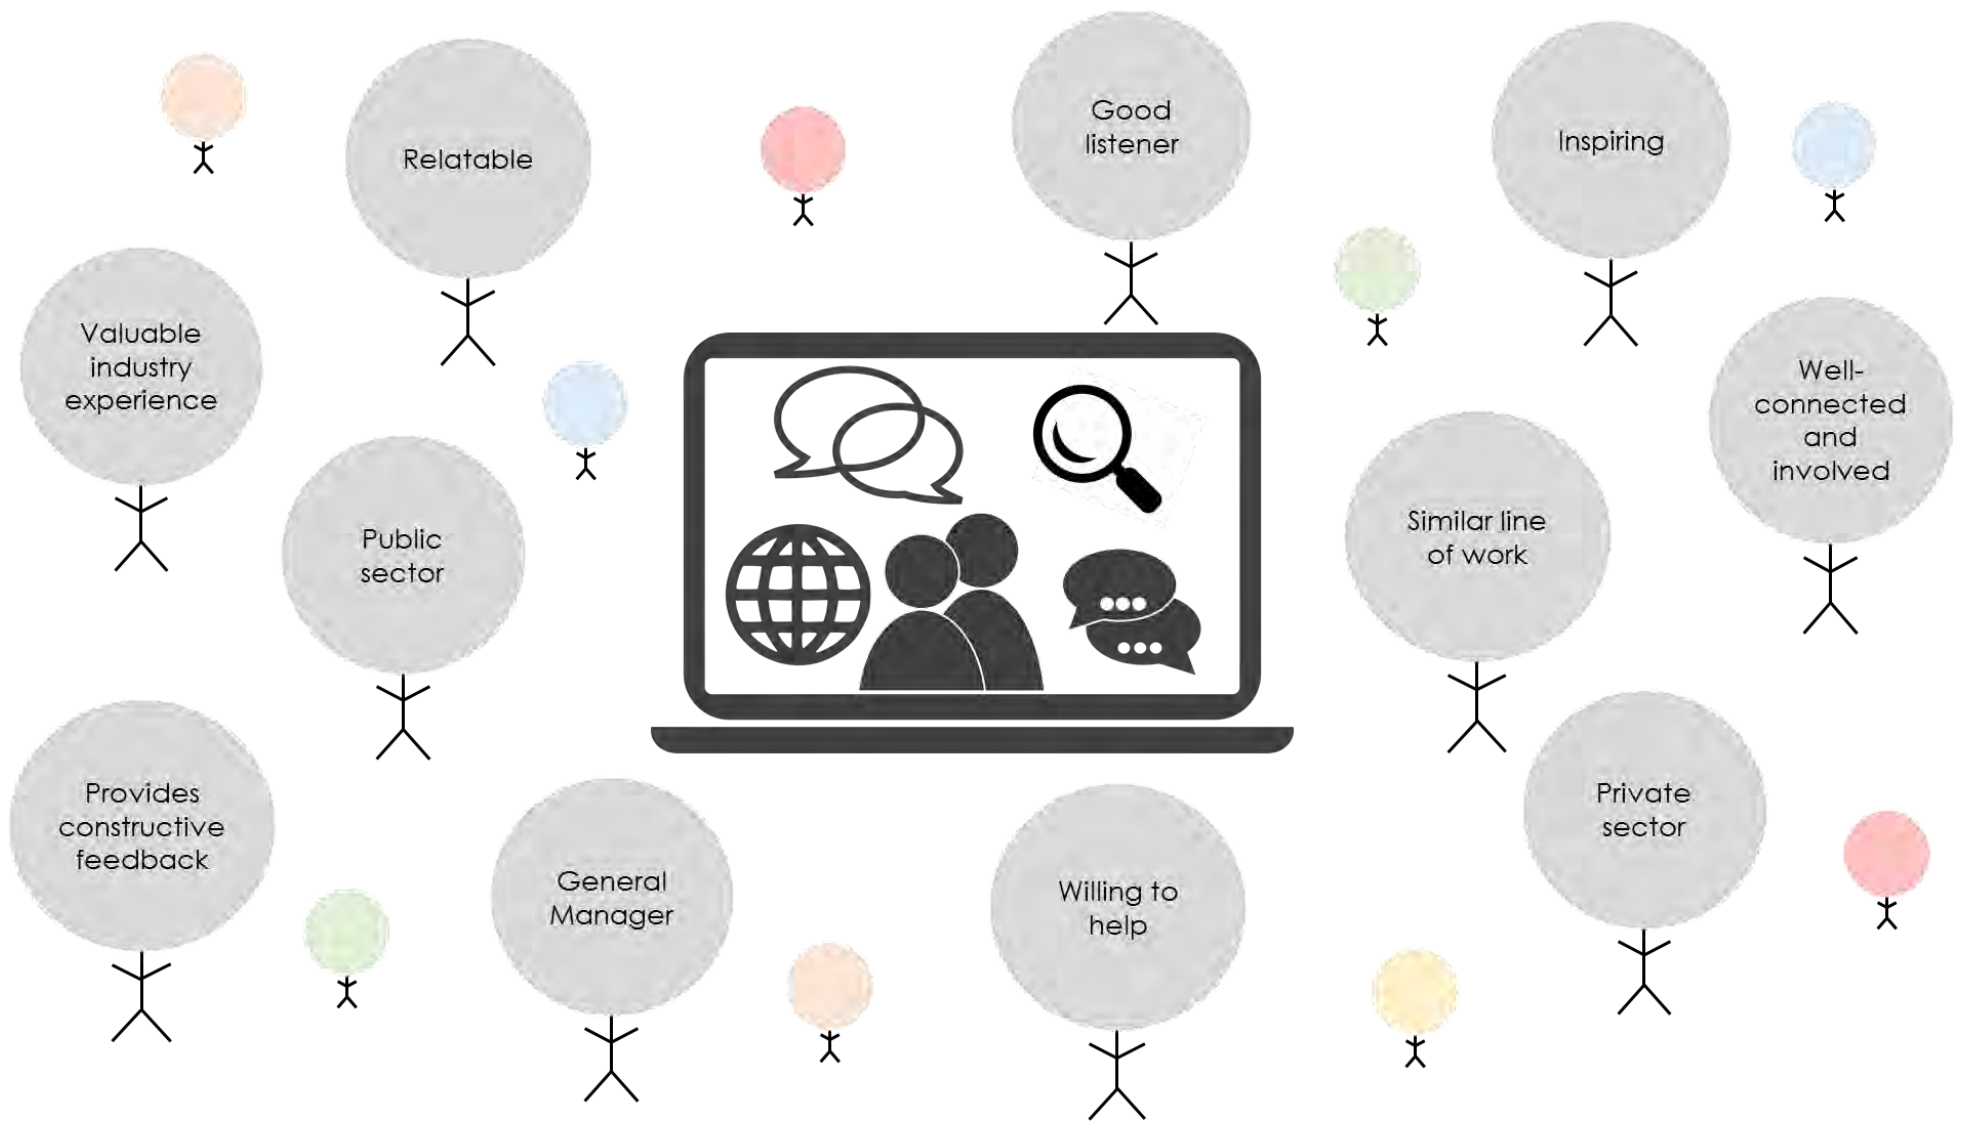 Relatable
Good
listener
Inspiring
Valuable
industry
experience
Well-
connected
and
involved
Public
sector
Similar line
of work
Provides
constructive
feedback
General
Manager
Willing to
help
Private
sector